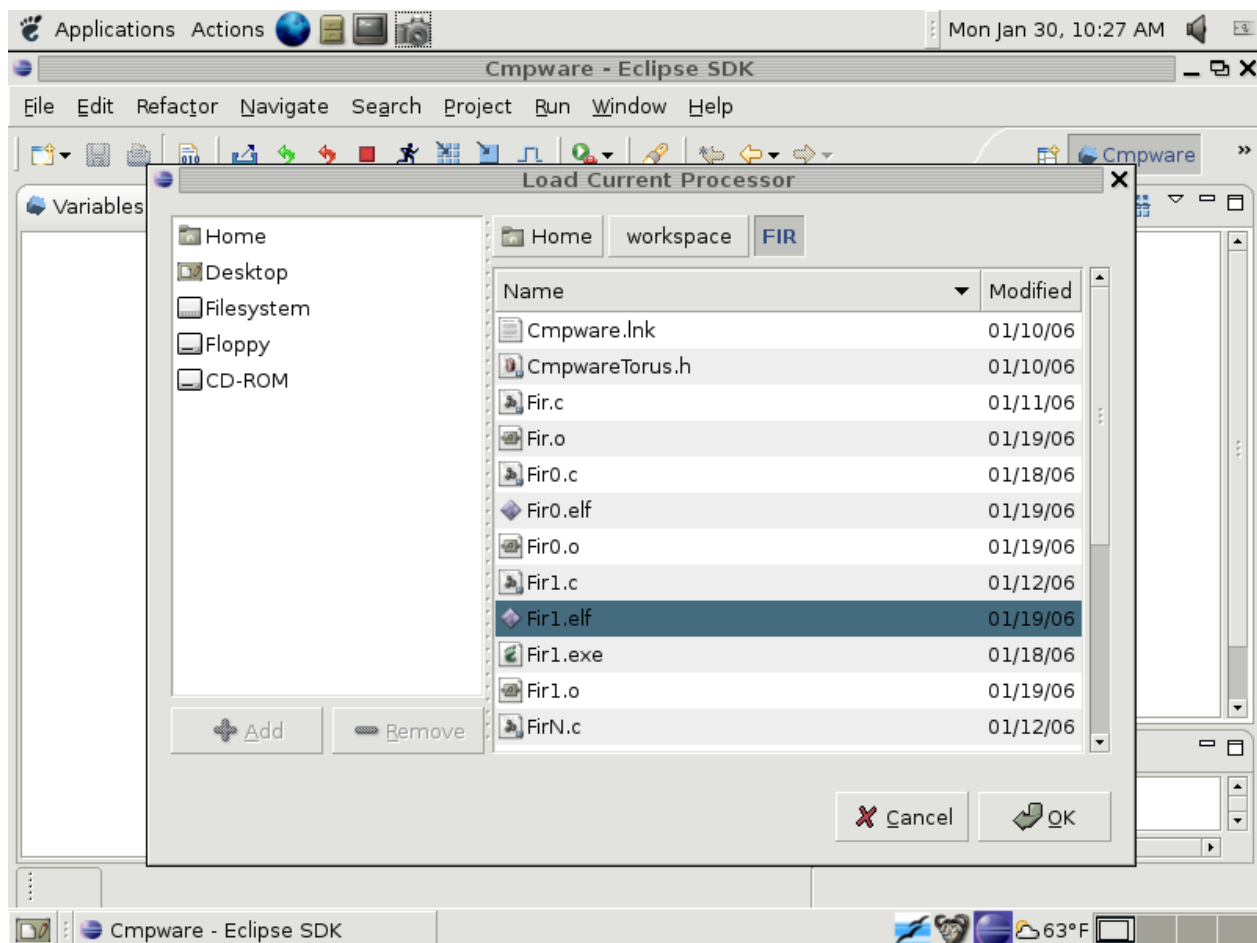 Applications Actions Mon Jan 30, 10:27 AM
Cmpware - Eclipse SDK
File Edit Refactor Navigate Search Project Run Window Help
010 Cmpware »
Load Current Processor
Variables
Home
Desktop
Filesystem
Floppy
CD-ROM
Add Remove
Home workspace FIR
Name Modified
Cmpware.lnk 01/10/06
CmpwareTorus.h 01/10/06
Fir.c 01/11/06
Fir.o 01/19/06
Fir0.c 01/18/06
Fir0.elf 01/19/06
Fir0.o 01/19/06
Fir1.c 01/12/06
Fir1.elf 01/19/06
Fir1.exe 01/18/06
Fir1.o 01/19/06
FirN.c 01/12/06
Cancel OK
Cmpware - Eclipse SDK 63°F